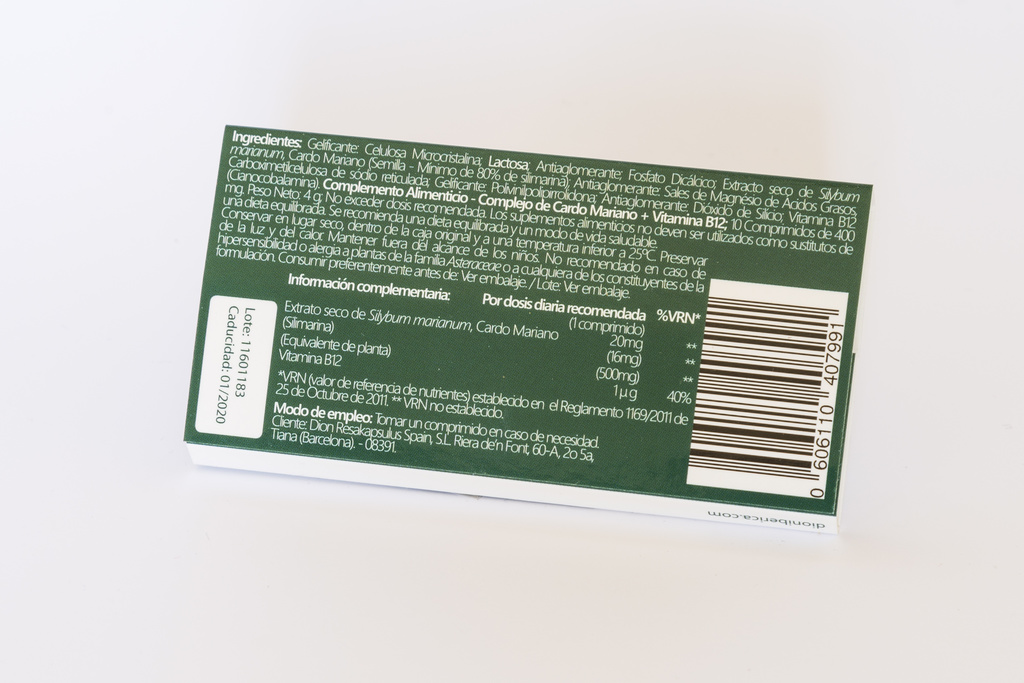 Ingredientes: Gelificante: Celulosa Microcristalina; Lactosa; Antiaglomerante: Fosfato Dicálcico; Extracto seco de Silybum
marianum, Cardo Mariano (Semilla - Mínimo de 80% de silimarina); Antiaglomerante: Sales de Magnésio de Ácidos Grasos,
Carboximetilcelulosa de sódio reticulada; Gelificante: Polivinilpolipirrolidona; Antiaglomerante: Dióxido de Silício; Vitamina B12
(Cianocobalamina). Complemento Alimenticio - Complejo de Cardo Mariano + Vitamina B12; 10 Comprimidos de 400
mg, Peso Neto: 4 g; No exceder dosis recomendada. Los suplementos alimenticios no deven ser utilizados como sustitutos de
una dieta equilibrada. Se recomienda una dieta equilibrada y un modo de vida saludable.
Conservar en lugar seco, dentro de la caja original y a una temperatura inferior a 25ºC. Preservar
de la luz y del calor. Mantener fuera del alcance de los niños. No recomendado en caso de
hipersensibilidad o alergia a plantas de la familia Asteraceae o a cualquiera de los constituyentes de la
formulación. Consumir preferentemente antes de: Ver embalaje. / Lote: Ver embalaje.
Información complementaria: Por dosis diaria recomendada %VRN*
(1 comprimido)
Extrato seco de Silybum marianum, Cardo Mariano 20mg **
(Silimarina) (16mg) **
(Equivalente de planta) (500mg) **
Vitamina B12 1µg 40%
*VRN (valor de referencia de nutrientes) establecido en el Reglamento 1169/2011 de
25 de Octubre de 2011. ** VRN no establecido.
Modo de empleo: Tomar un comprimido en caso de necesidad.
Cliente: Dion Resakapsulus Spain, S.L. Riera de'n Font, 60-A, 2o 5a,
Tiana (Barcelona). - 08391.
Lote: 11601183
Caducidad: 01/2020
0 606110 407991
dioniberica.com